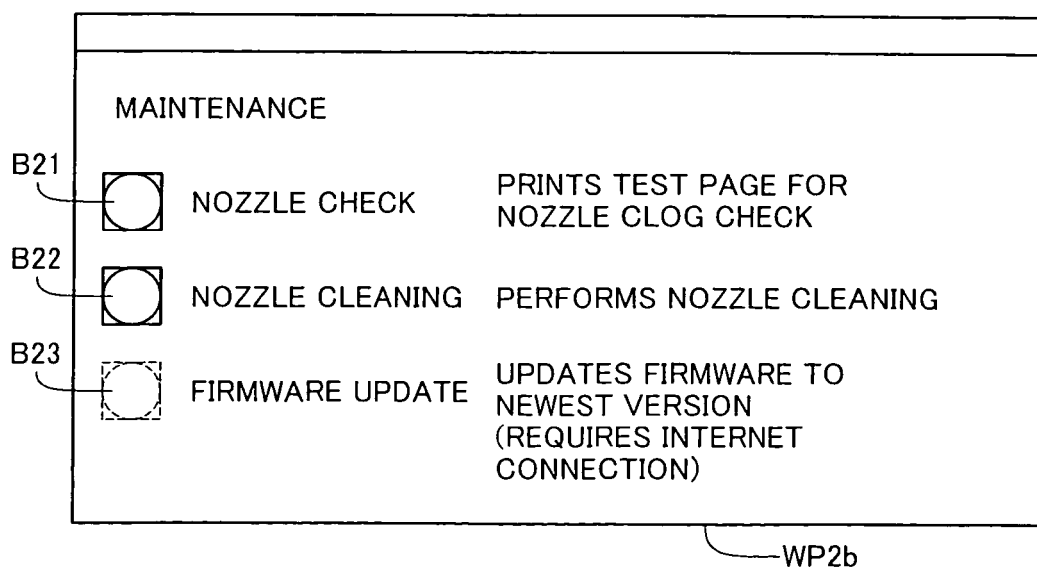 MAINTENANCE
B21
NOZZLE CHECK
PRINTS TEST PAGE FOR
NOZZLE CLOG CHECK
B22
NOZZLE CLEANING
PERFORMS NOZZLE CLEANING
B23
FIRMWARE UPDATE
UPDATES FIRMWARE TO
NEWEST VERSION
(REQUIRES INTERNET
CONNECTION)
WP2b